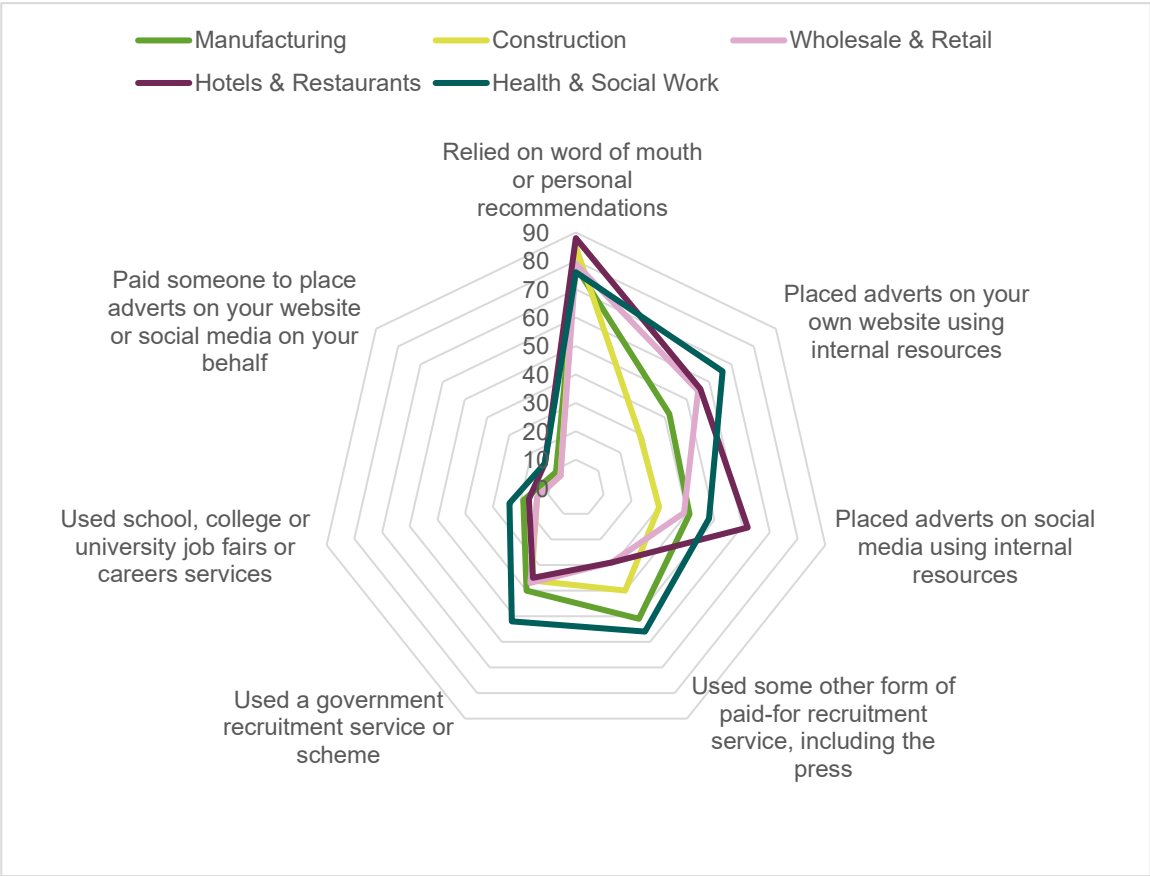 Manufacturing
Construction
Wholesale & Retail
Hotels & Restaurants
Health & Social Work
Relied on word of mouth
or personal
recommendations
90
80
70
60
50
40
30
20
10
0
Placed adverts on your
own website using
internal resources
Placed adverts on social
media using internal
resources
Used some other form of
paid-for recruitment
service, including the
press
Used a government
recruitment service or
scheme
Used school, college or
university job fairs or
careers services
Paid someone to place
adverts on your website
or social media on your
behalf